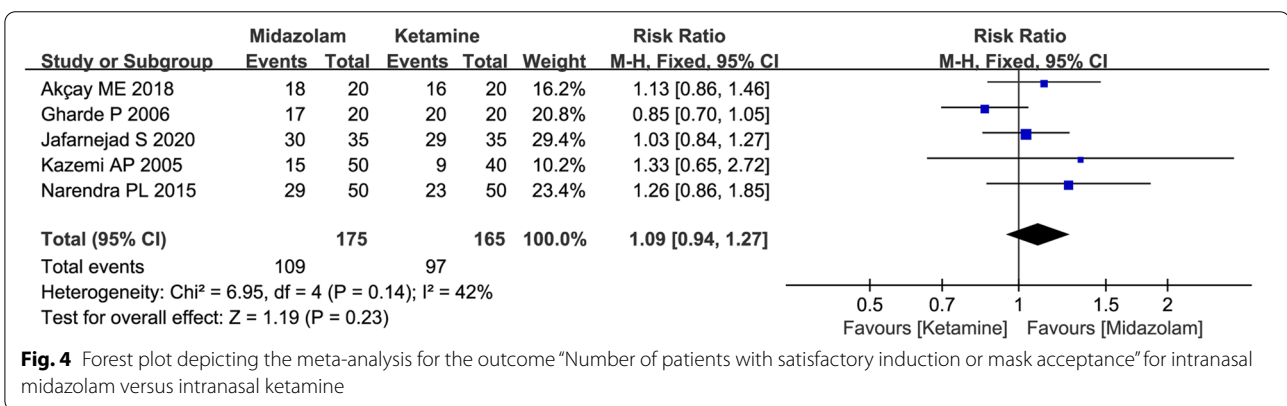 Midazolam Ketamine Risk Ratio Risk Ratio
Study or Subgroup Events Total Events Total Weight M-H, Fixed, 95% CI M-H, Fixed, 95% CI
Akçay ME 2018 18 20 16 20 16.2% 1.13 [0.86, 1.46]
Gharde P 2006 17 20 20 20 20.8% 0.85 [0.70, 1.05]
Jafarnejad S 2020 30 35 29 35 29.4% 1.03 [0.84, 1.27]
Kazemi AP 2005 15 50 9 40 10.2% 1.33 [0.65, 2.72]
Narendra PL 2015 29 50 23 50 23.4% 1.26 [0.86, 1.85]
Total (95% CI) 175 165 100.0% 1.09 [0.94, 1.27]
Total events 109 97
Heterogeneity: Chi² = 6.95, df = 4 (P = 0.14); I² = 42%
Test for overall effect: Z = 1.19 (P = 0.23)
0.5 0.7 1 1.5 2
Favours [Ketamine] Favours [Midazolam]
Fig. 4 Forest plot depicting the meta-analysis for the outcome “Number of patients with satisfactory induction or mask acceptance” for intranasal
midazolam versus intranasal ketamine